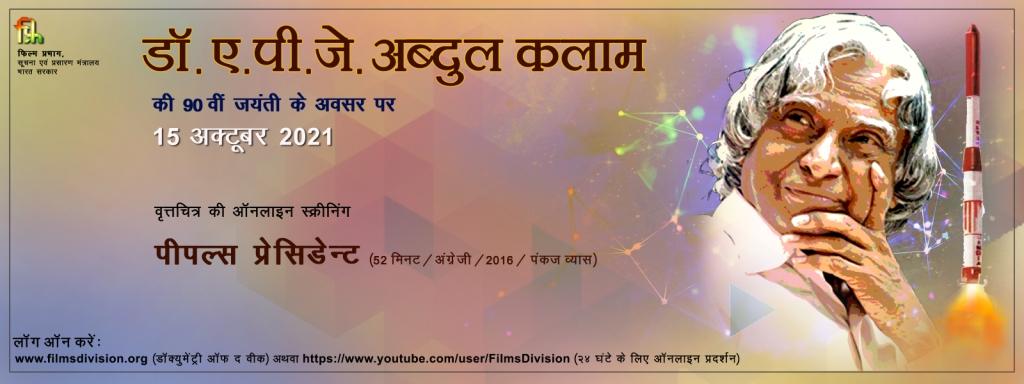 फिल्म प्रभाग,
सूचना एवं प्रसारण मंत्रालय
भारत सरकार
डॉ. ए.पी.जे. अब्दुल कलाम
की 90 वीं जयंती के अवसर पर
15 अक्टूबर 2021
वृत्तचित्र की ऑनलाइन स्क्रीनिंग
पीपल्स प्रेसिडेन्ट (52 मिनट / अंग्रेजी / 2016 / पंकज व्यास)
लॉग ऑन करें:
www.filmsdivision.org (डॉक्युमेंट्री ऑफ द वीक) अथवा https://www.youtube.com/user/FilmsDivision (२४ घंटे के लिए ऑनलाइन प्रदर्शन)